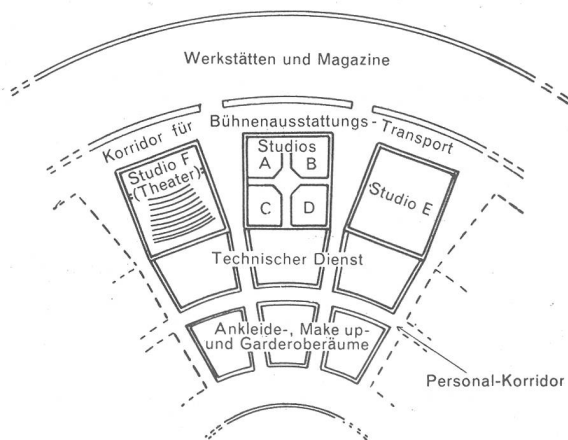 Werkstätten und Magazine
Korridor für Bühnenausstattungs-Transport
Studio F
(Theater)
Studios
A B
C D
Studio E
Technischer Dienst
Ankleide-, Make up-
und Garderoberäume
Personal-Korridor